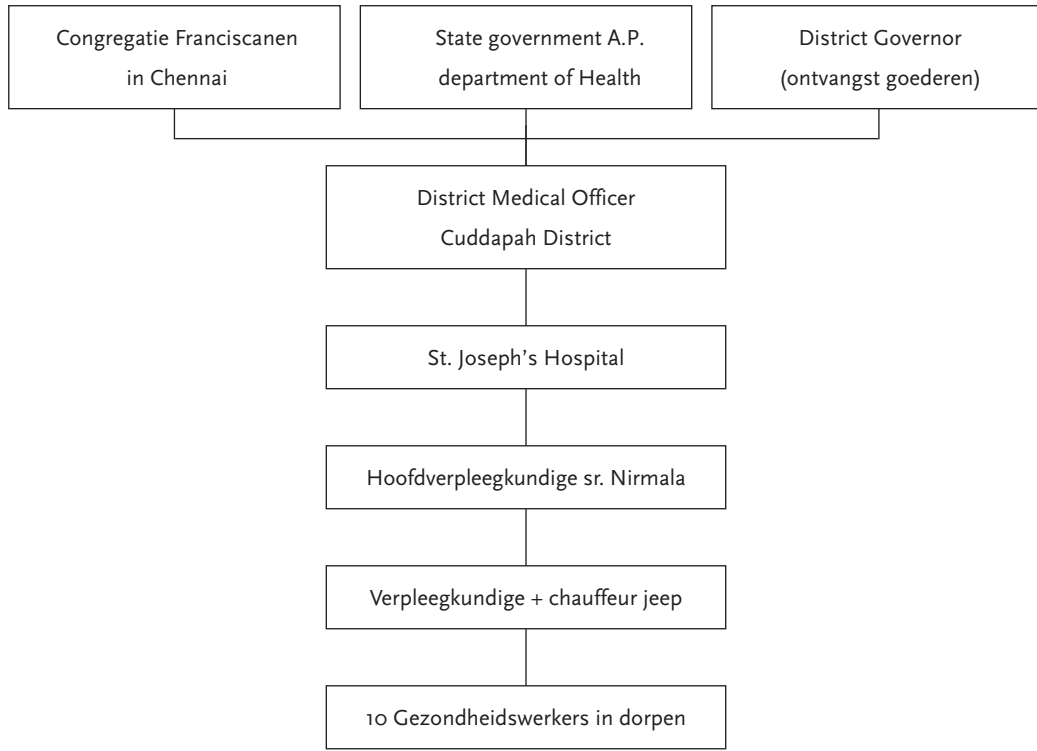 Congregatie Franciscanen
in Chennai
State government A.P.
department of Health
District Governor
(ontvangst goederen)
District Medical Officer
Cuddapah District
St. Joseph’s Hospital
Hoofdverpleegkundige sr. Nirmala
Verpleegkundige + chauffeur jeep
10 Gezondheidswerkers in dorpen